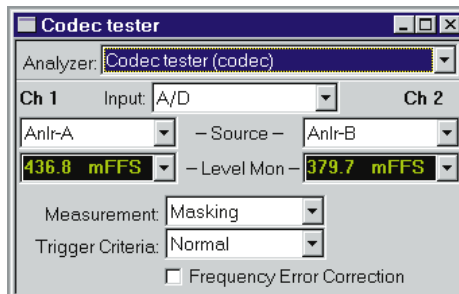 Codec tester
Analyzer: Codec tester (codec)
Ch 1 Input: A/D Ch 2
Anlr-A – Source – Anlr-B
436.8 mFFS – Level Mon – 379.7 mFFS
Measurement: Masking
Trigger Criteria: Normal
Frequency Error Correction